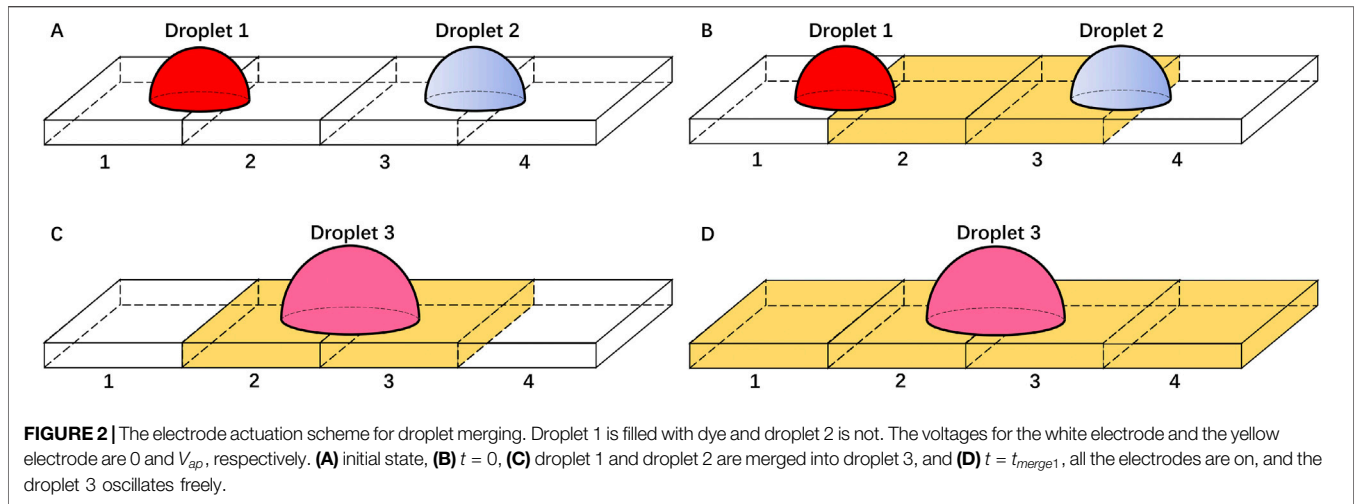 A
Droplet 1 Droplet 2
1 2 3 4
B
Droplet 1 Droplet 2
1 2 3 4
C
Droplet 3
1 2 3 4
D
Droplet 3
1 2 3 4
FIGURE 2 | The electrode actuation scheme for droplet merging. Droplet 1 is filled with dye and droplet 2 is not. The voltages for the white electrode and the yellow
electrode are 0 and Vap, respectively. (A) initial state, (B) t = 0, (C) droplet 1 and droplet 2 are merged into droplet 3, and (D) t = tmerge1, all the electrodes are on, and the
droplet 3 oscillates freely.